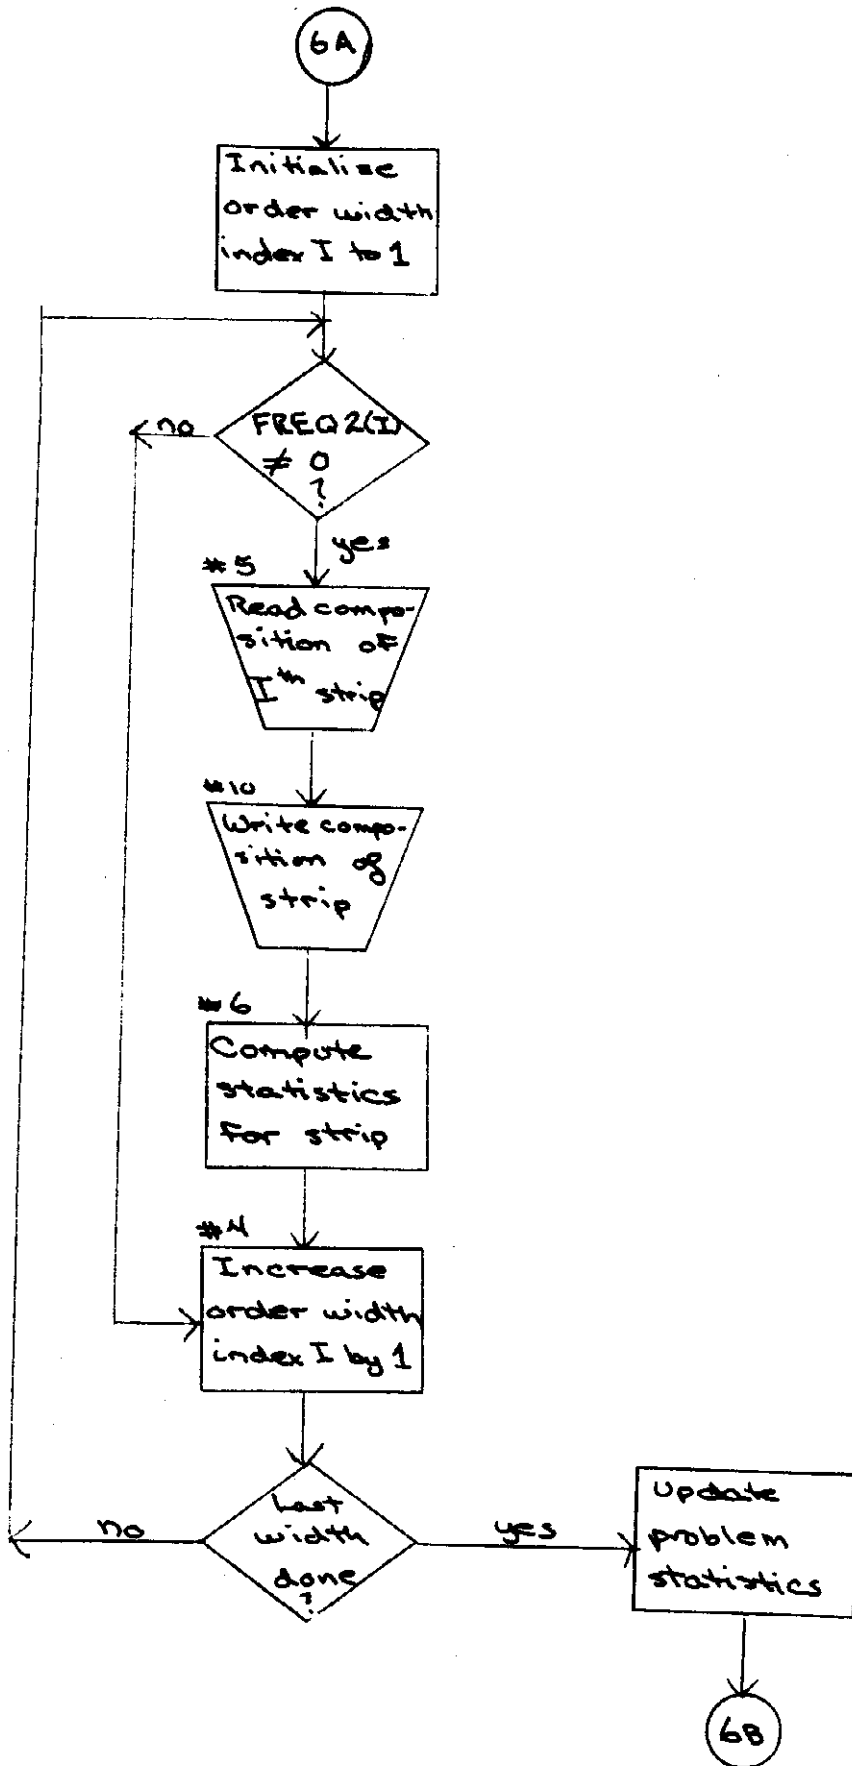 6A
Initialize
order width
index I to 1
no
FREQ2(I)
≠ 0
?
yes
#5
Read compo-
sition of
Ith strip
#10
Write compo-
sition of
strip
#6
Compute
statistics
for strip
#4
Increase
order width
index I by 1
no
Last
width
done
?
yes
Update
problem
statistics
6B